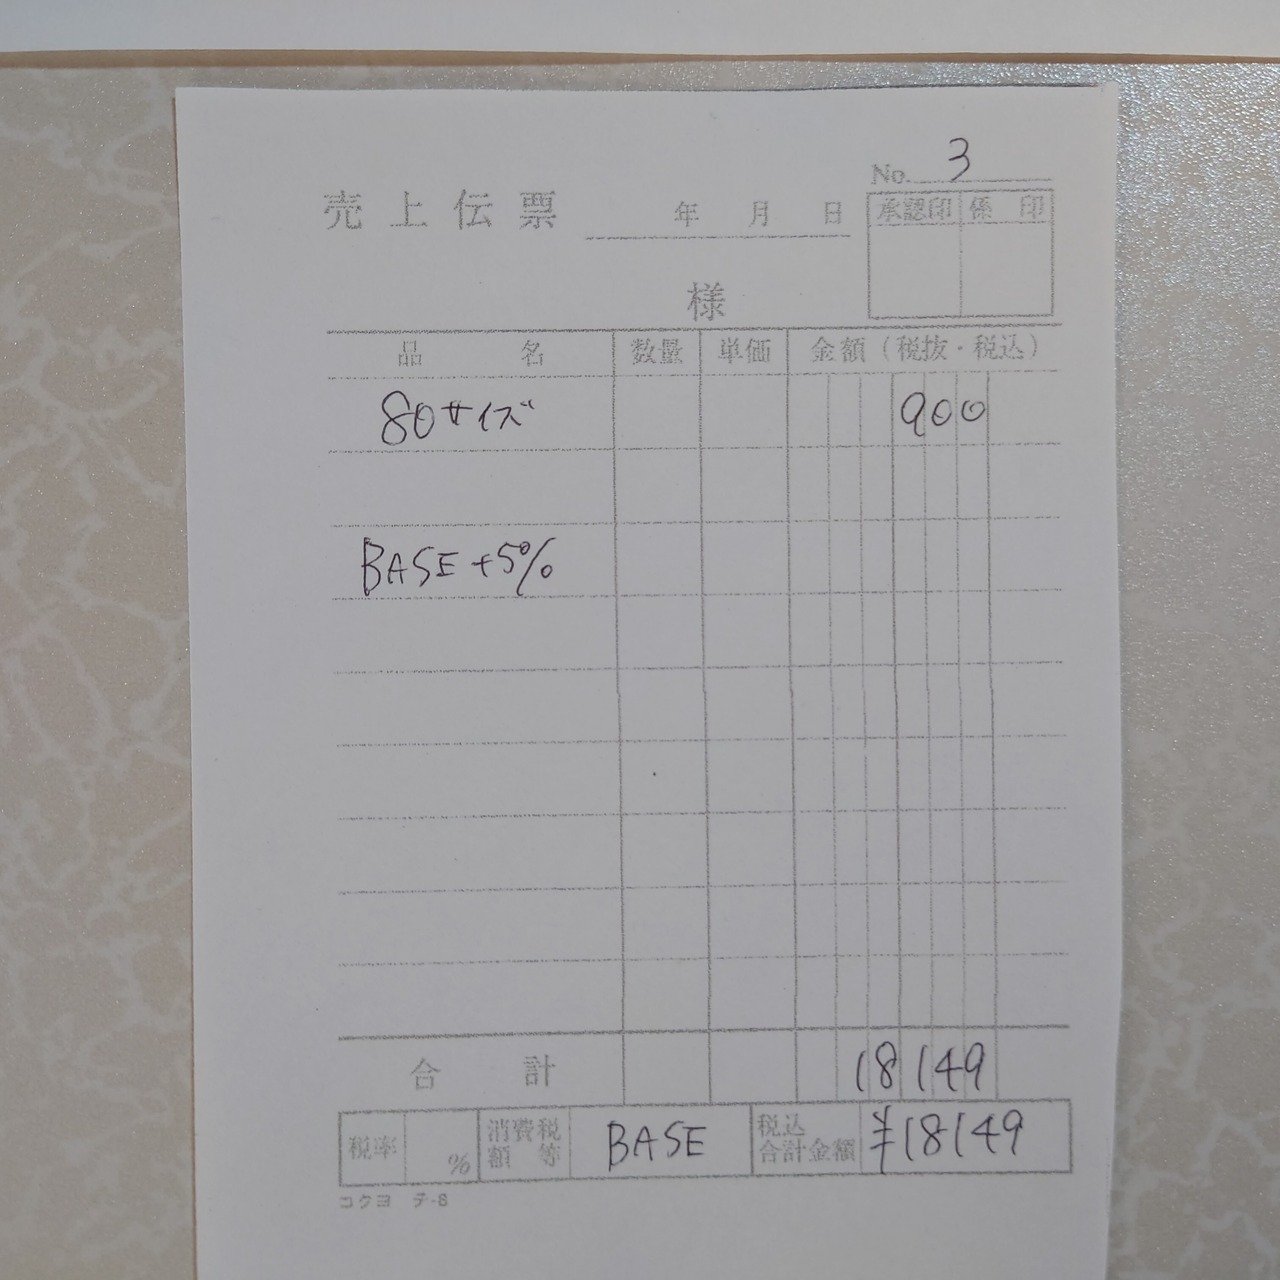 No. 3
売上伝票 年 月 日 承認印 係印
様
品名 数量 単価 金額（税抜・税込）
80サイズ 900
BASE+5%
合計 18149
税率 % 消費税額等 BASE 税込合計金額 ¥18149
コクヨ テ-8